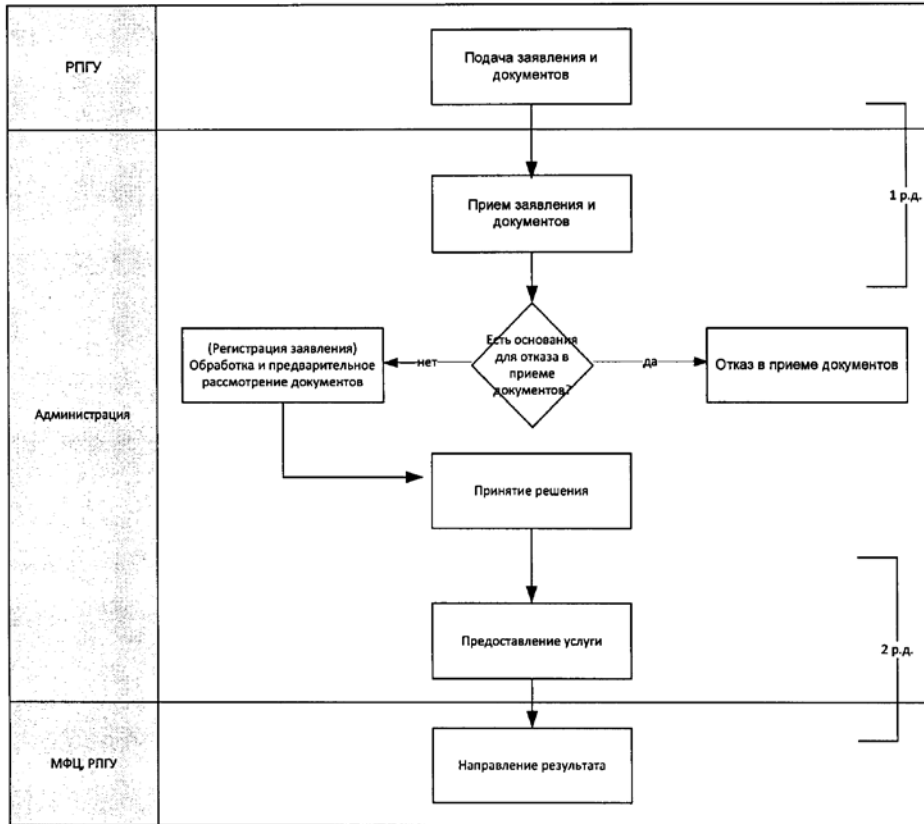 РПГУ
Подача заявления и
документов
Прием заявления и
документов
1 р.д.
Есть основания
для отказа в
приеме
документов?
нет
да
(Регистрация заявления)
Обработка и предварительное
рассмотрение документов
Отказ в приеме документов
Администрация
Принятие решения
Предоставление услуги
2 р.д.
МФЦ, РПГУ
Направление результата